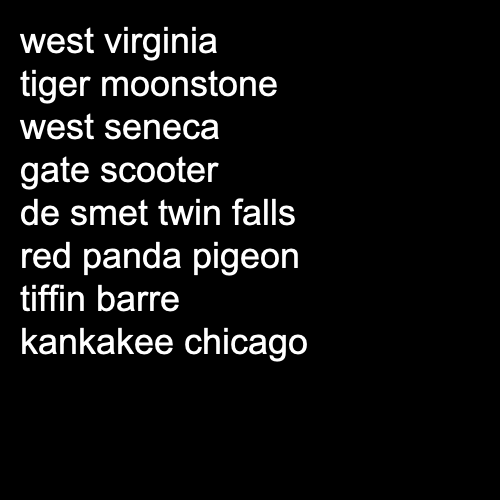 west virginia
tiger moonstone
west seneca
gate scooter
de smet twin falls
red panda pigeon
tiffin barre
kankakee chicago